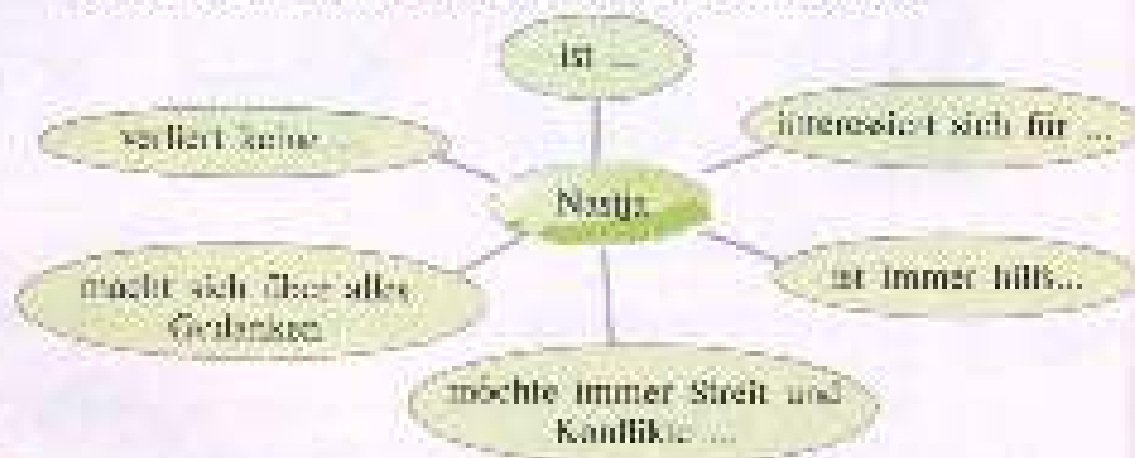 ist ...
verliert keine ...
interessiert sich für ...
Nastja
macht sich über alles
Gedanken
ist immer hilfs...
möchte immer Streit und
Konflikte ...